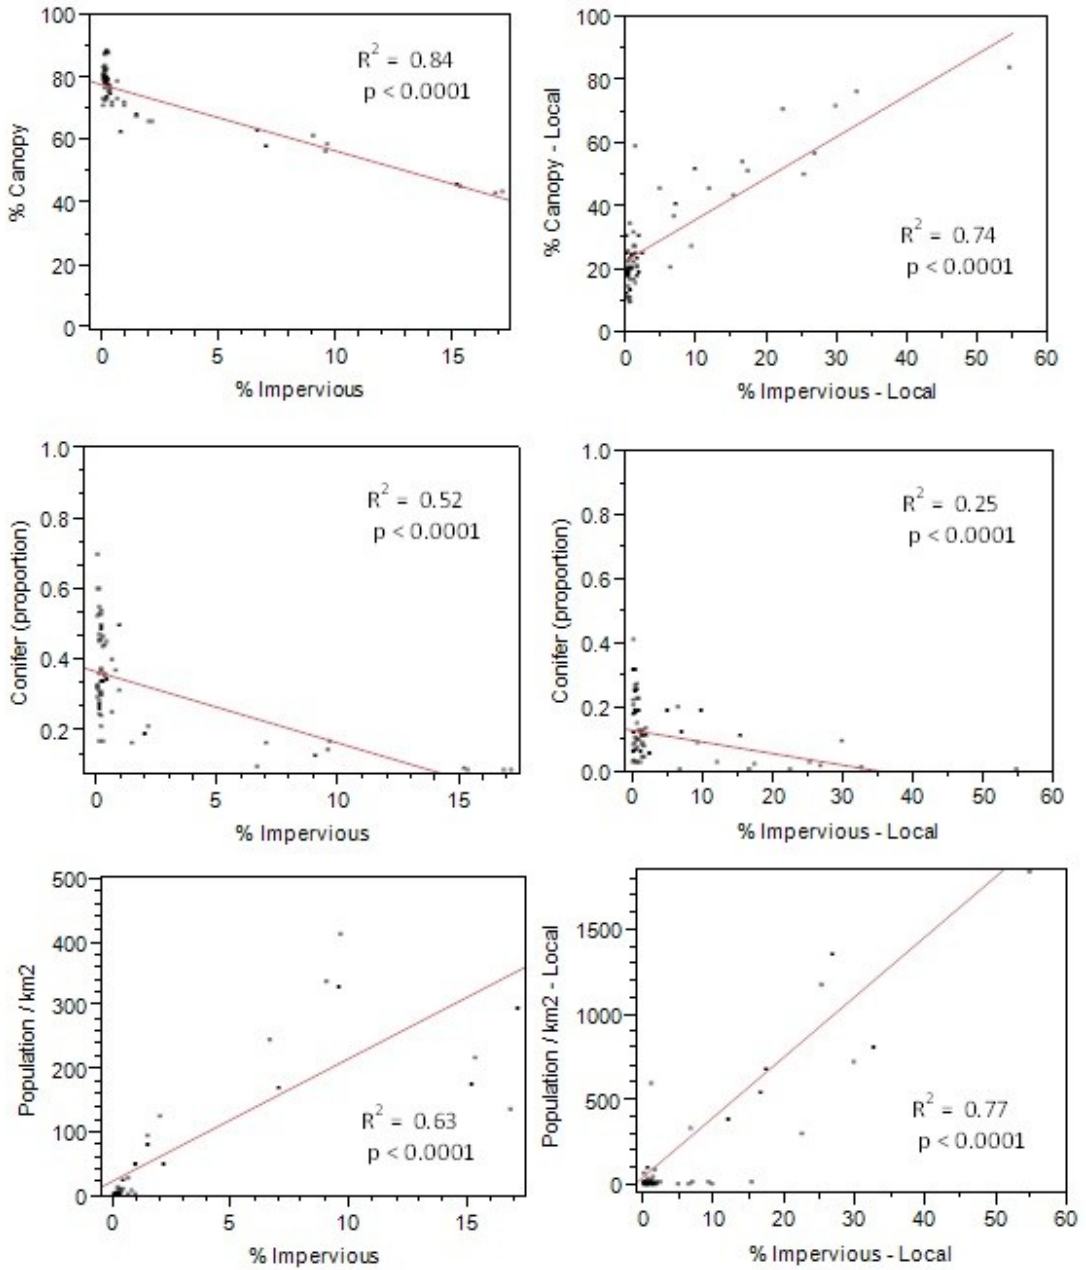 100
80
60
40
20
0
% Canopy
R2 = 0.84
p < 0.0001
0 5 10 15
% Impervious
100
80
60
40
20
0
% Canopy - Local
R2 = 0.74
p < 0.0001
0 10 20 30 40 50 60
% Impervious - Local
1.0
0.8
0.6
0.4
0.2
Conifer (proportion)
R2 = 0.52
p < 0.0001
0 5 10 15
% Impervious
1.0
0.8
0.6
0.4
0.2
0.0
Conifer (proportion)
R2 = 0.25
p < 0.0001
0 10 20 30 40 50 60
% Impervious - Local
500
400
300
200
100
0
Population / km2
R2 = 0.63
p < 0.0001
0 5 10 15
% Impervious
1500
1000
500
0
Population / km2 - Local
R2 = 0.77
p < 0.0001
0 10 20 30 40 50 60
% Impervious - Local